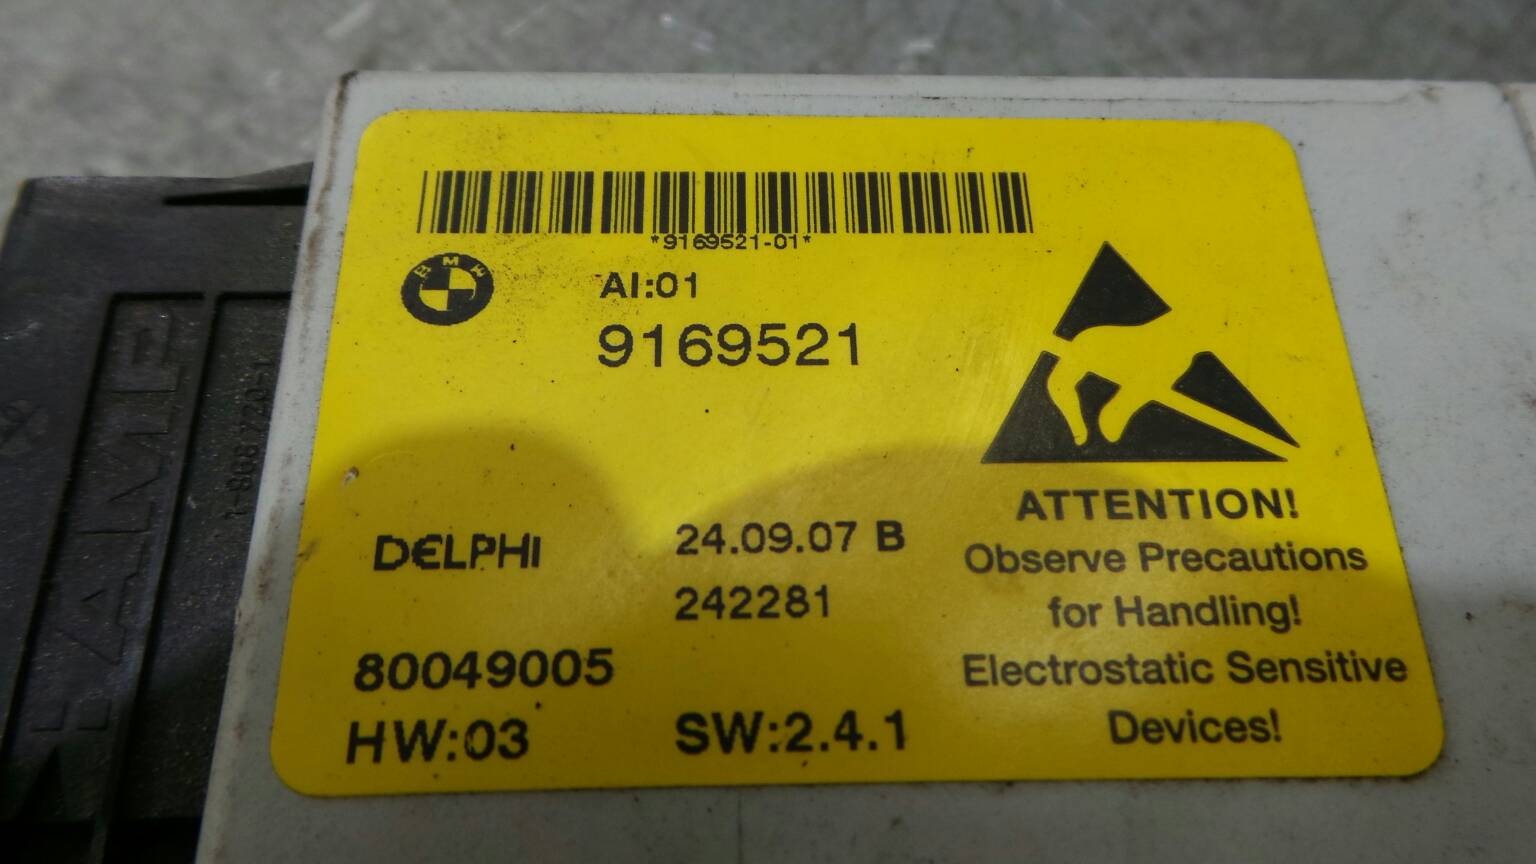 *9169521-01*
BMW
AI:01
9169521
ATTENTION!
DELPHI
24.09.07 B
Observe Precautions
242281
for Handling!
80049005
Electrostatic Sensitive
HW:03
SW:2.4.1
Devices!
AMP